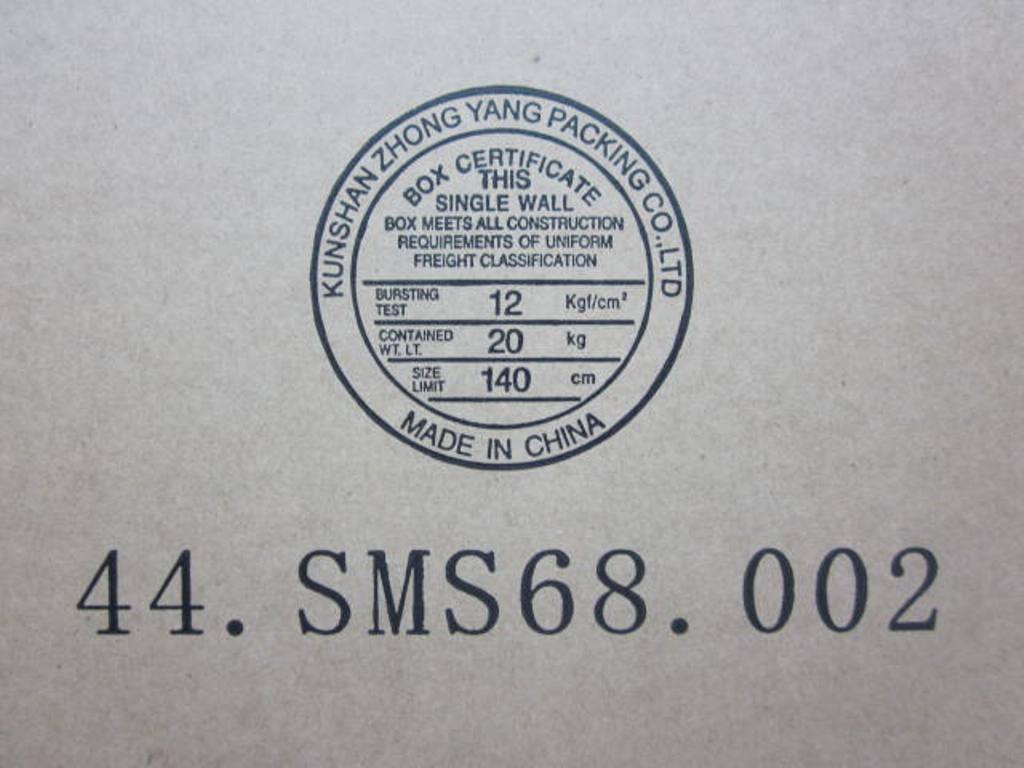 KUNSHAN ZHONG YANG PACKING CO.,LTD
BOX CERTIFICATE
THIS
SINGLE WALL
BOX MEETS ALL CONSTRUCTION
REQUIREMENTS OF UNIFORM
FREIGHT CLASSIFICATION
BURSTING TEST 12 Kgf/cm²
CONTAINED WT. LT. 20 kg
SIZE LIMIT 140 cm
MADE IN CHINA
44.SMS68.002